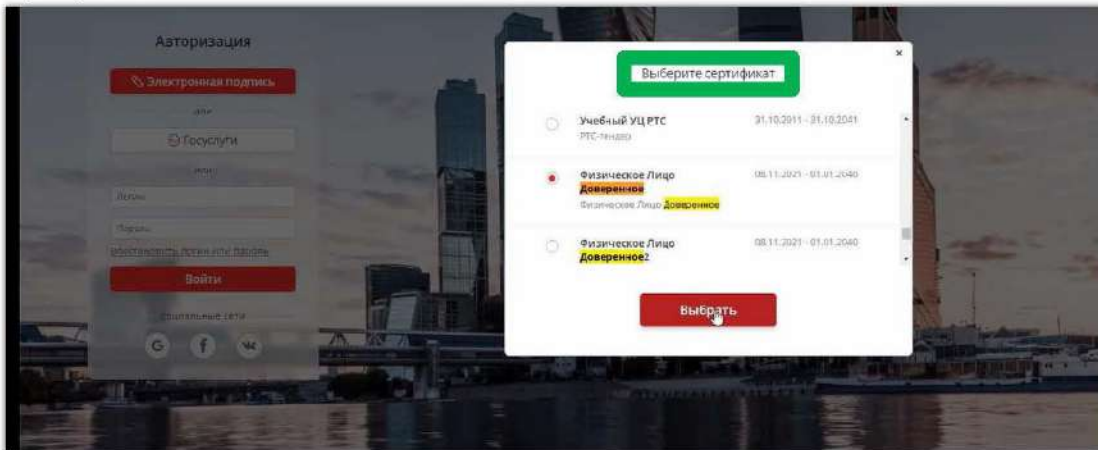 Авторизация
Электронная подпись
или
Госуслуги
или
Логин
Пароль
восстановить логин или пароль
Войти
социальные сети
G f
Выберите сертификат
×
Учебный УЦ РТС 31.10.2011 - 31.10.2041
РТС-тендер
Физическое Лицо 08.11.2021 - 01.01.2040
Доверенное
Физическое Лицо Доверенное
Физическое Лицо 08.11.2021 - 01.01.2040
Доверенное2
Выбрать